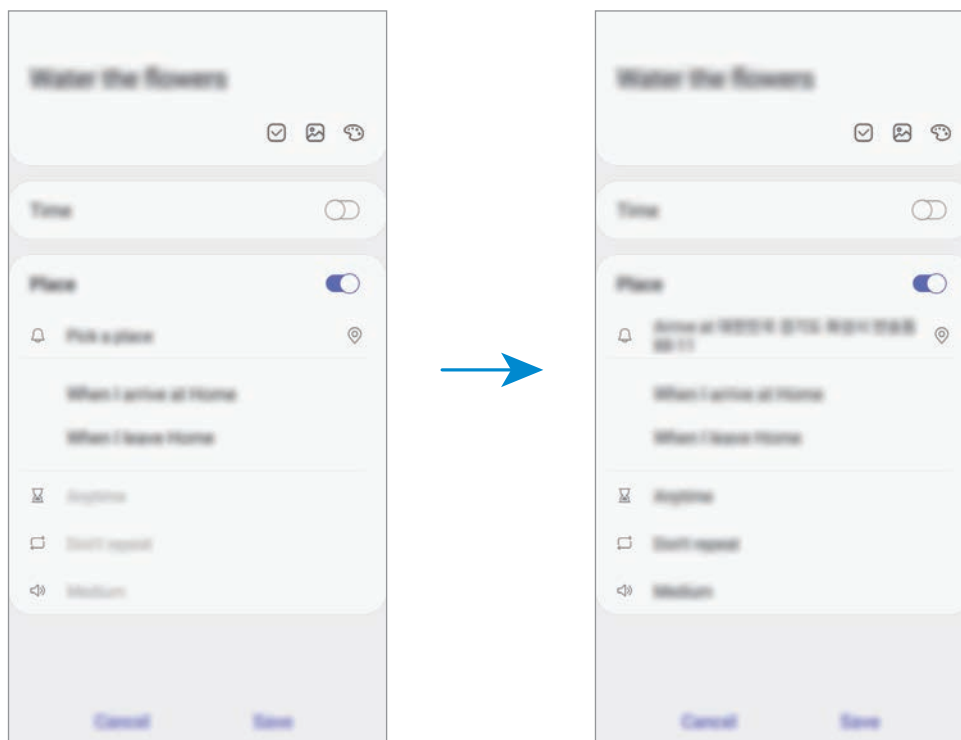 Water the flowers
Time
Place
Pick a place
When I arrive at Home
When I leave Home
Anytime
Don't repeat
Medium
Cancel Save
Water the flowers
Time
Place
Arrive at
When I arrive at Home
When I leave Home
Anytime
Don't repeat
Medium
Cancel Save